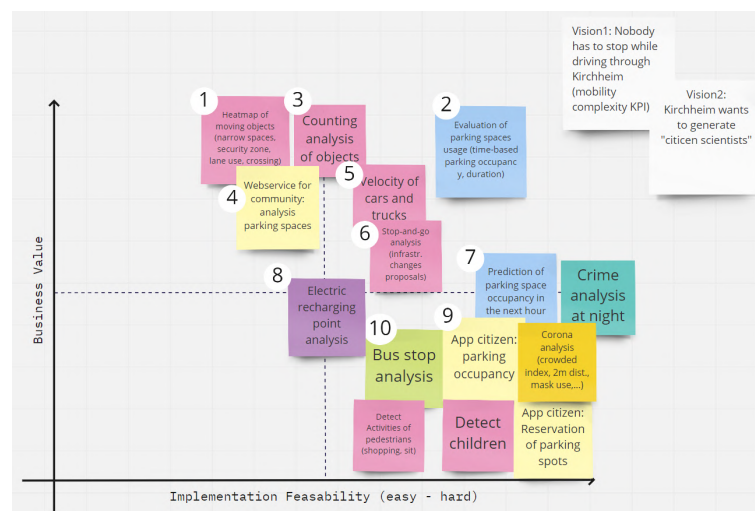 Vision1: Nobody
has to stop while
driving through
Kirchheim
(mobility
complexity KPI)
Vision2:
Kirchheim wants
to generate
"citicen scientists"
1
Heatmap of
moving objects
(narrow spaces,
security zone,
lane use, crossing)
3
Counting
analysis
of objects
2
Evaluation of
parking spaces
usage (time-based
parking occupanc
y, duration)
4
Webservice for
community:
analysis
parking spaces
5
Velocity of
cars and
trucks
6
Stop-and-go
analysis
(infrastr.
changes
proposals)
7
Prediction of
parking space
occupancy in
the next hour
Crime
analysis
at night
8
Electric
recharging
point
analysis
10
Bus stop
analysis
9
App citizen:
parking
occupancy
Corona
analysis
(crowded
index, 2m dist.,
mask use,...)
Detect
Activities of
pedestrians
(shopping, sit)
Detect
children
App citizen:
Reservation
of parking
spots
Business Value
Implementation Feasability (easy - hard)